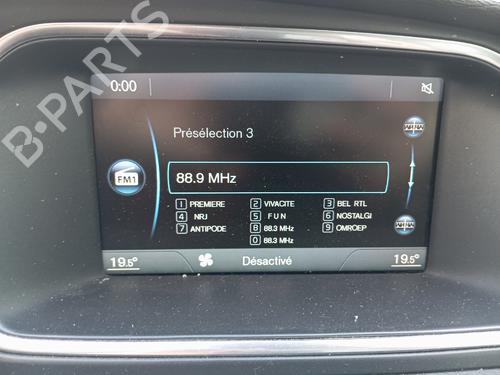 B-PARTS
0:00
Présélection 3
FM1
88.9 MHz
1 PREMIERE 2 VIVACITE 3 BEL RTL
4 NRJ 5 F U N 6 NOSTALGI
7 ANTIPODE 8 88.3 MHz 9 OMROEP
0 88.3 MHz
19.5° Désactivé 19.5°